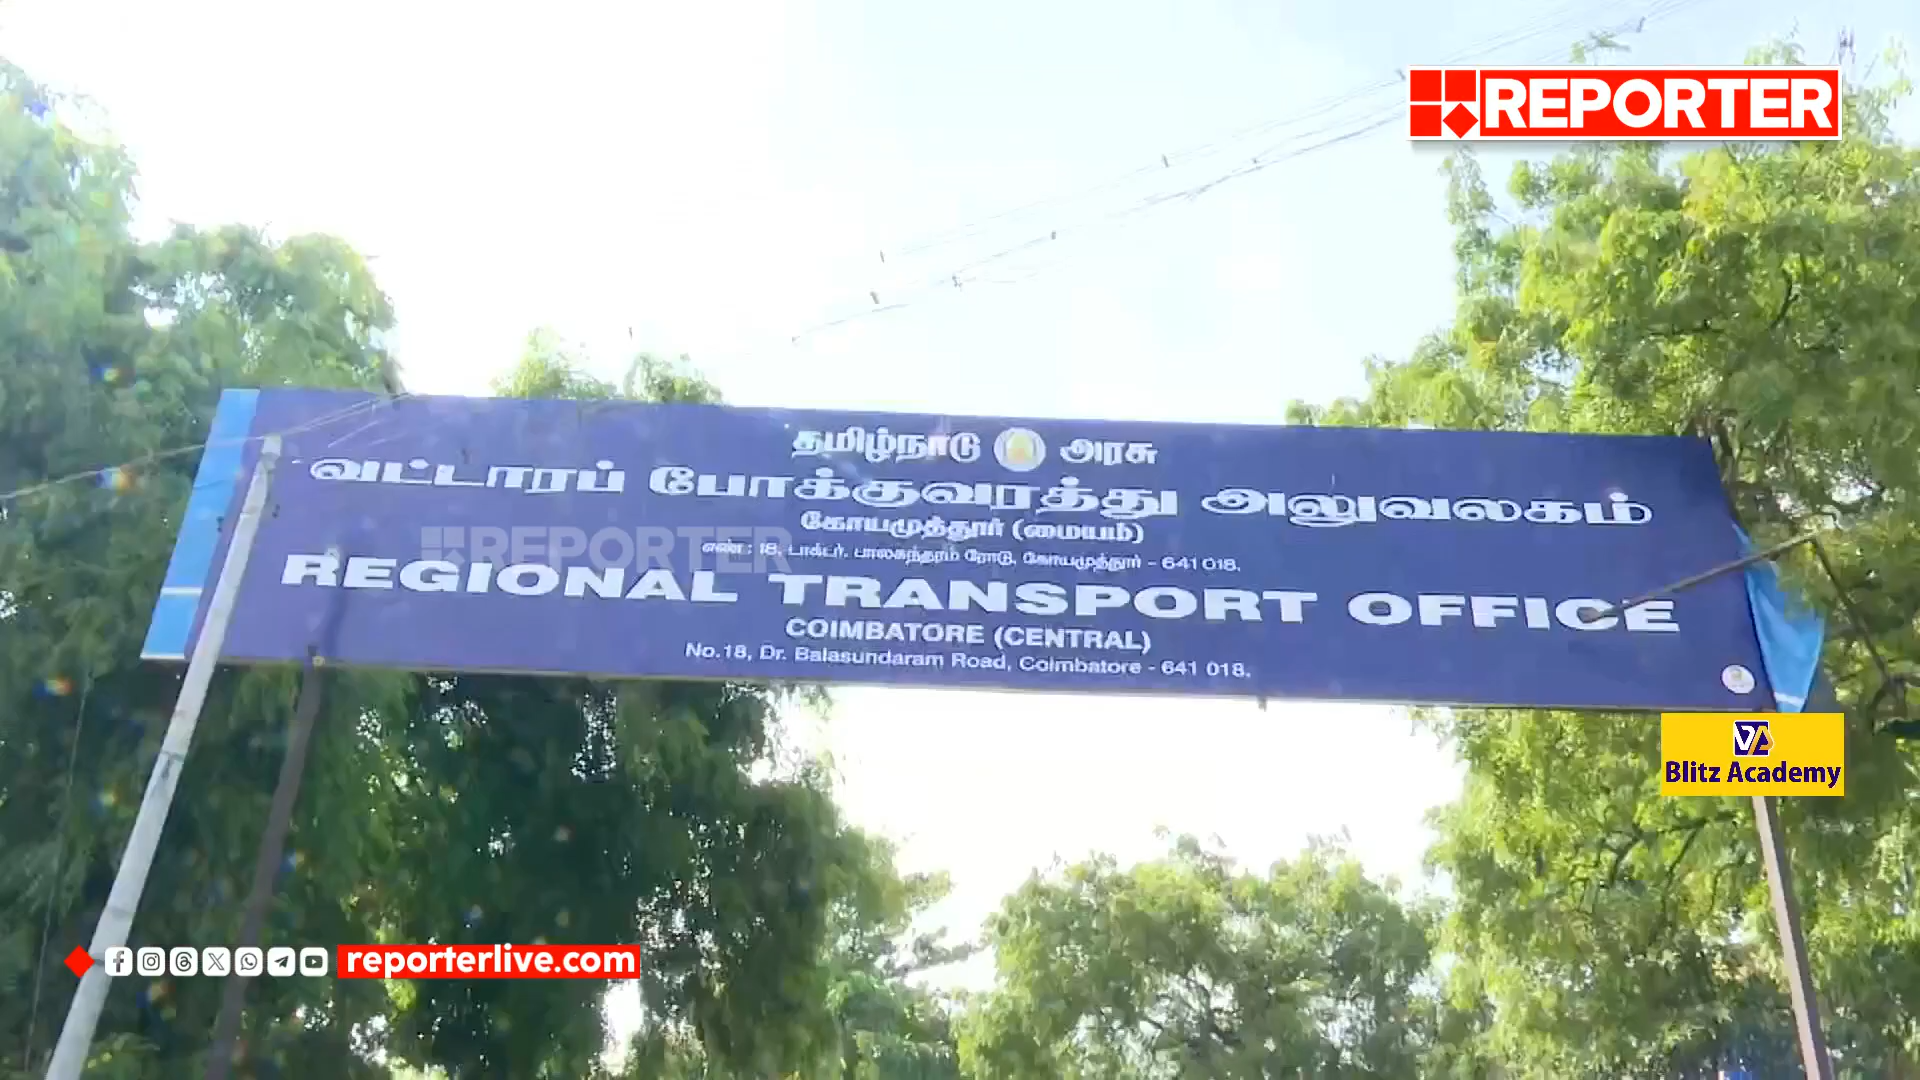 REPORTER
தமிழ்நாடு அரசு
வட்டாரப் போக்குவரத்து அலுவலகம்
கோயமுத்தூர் (மையம்)
எண் : 18, டாக்டர். பாலசுந்தரம் ரோடு, கோயமுத்தூர் - 641 018.
REPORTER
REGIONAL TRANSPORT OFFICE
COIMBATORE (CENTRAL)
No.18, Dr. Balasundaram Road, Coimbatore - 641 018.
Blitz Academy
reporterlive.com